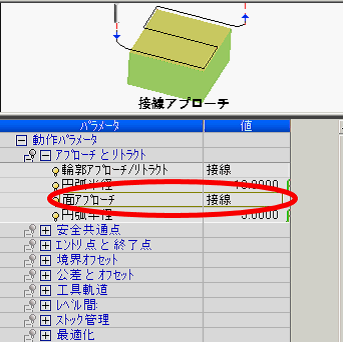 接線アプローチ
パラメータ 値
動作パラメータ
アプローチとリトラクト
輪郭アプローチ/リトラクト 接線
円弧半径
面アプローチ 接線
円弧半径
安全共通点
エントリ点と終了点
境界オフセット
公差とオフセット
工具軌道
レベル間
ストック管理
最適化